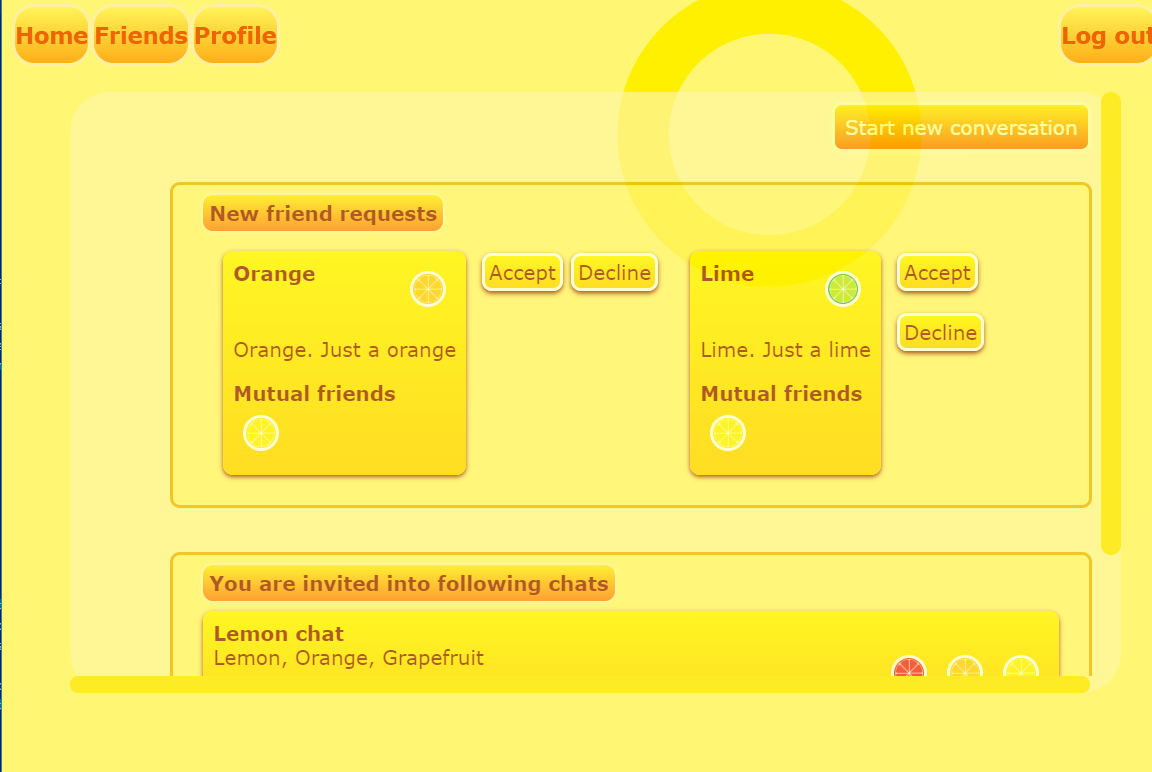 Home Friends Profile Log out
Start new conversation
New friend requests
Orange Accept Decline Lime Accept
Decline
Orange. Just a orange Lime. Just a lime
Mutual friends Mutual friends
You are invited into following chats
Lemon chat
Lemon, Orange, Grapefruit